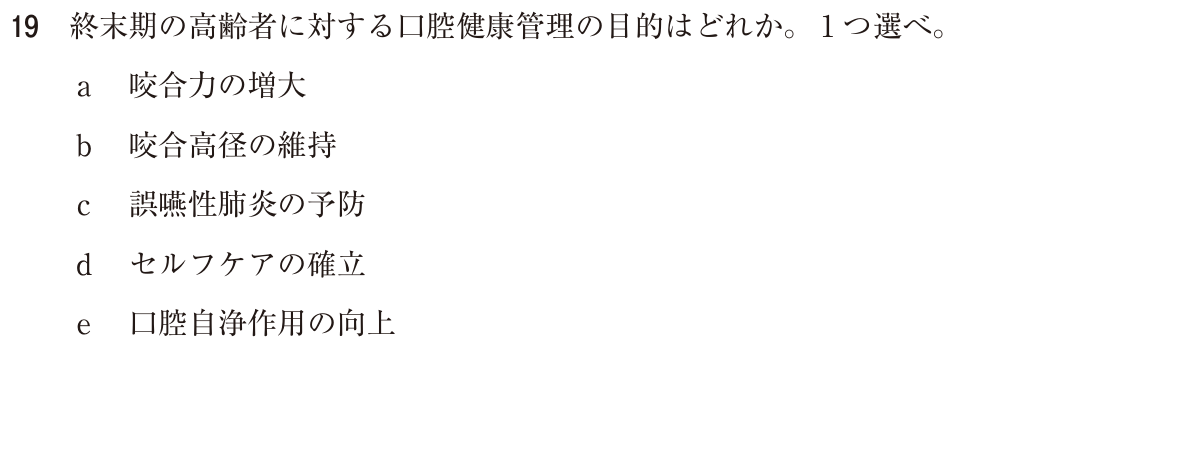 19 終末期の高齢者に対する口腔健康管理の目的はどれか。1つ選べ。
a 咬合力の増大
b 咬合高径の維持
c 誤嚥性肺炎の予防
d セルフケアの確立
e 口腔自浄作用の向上